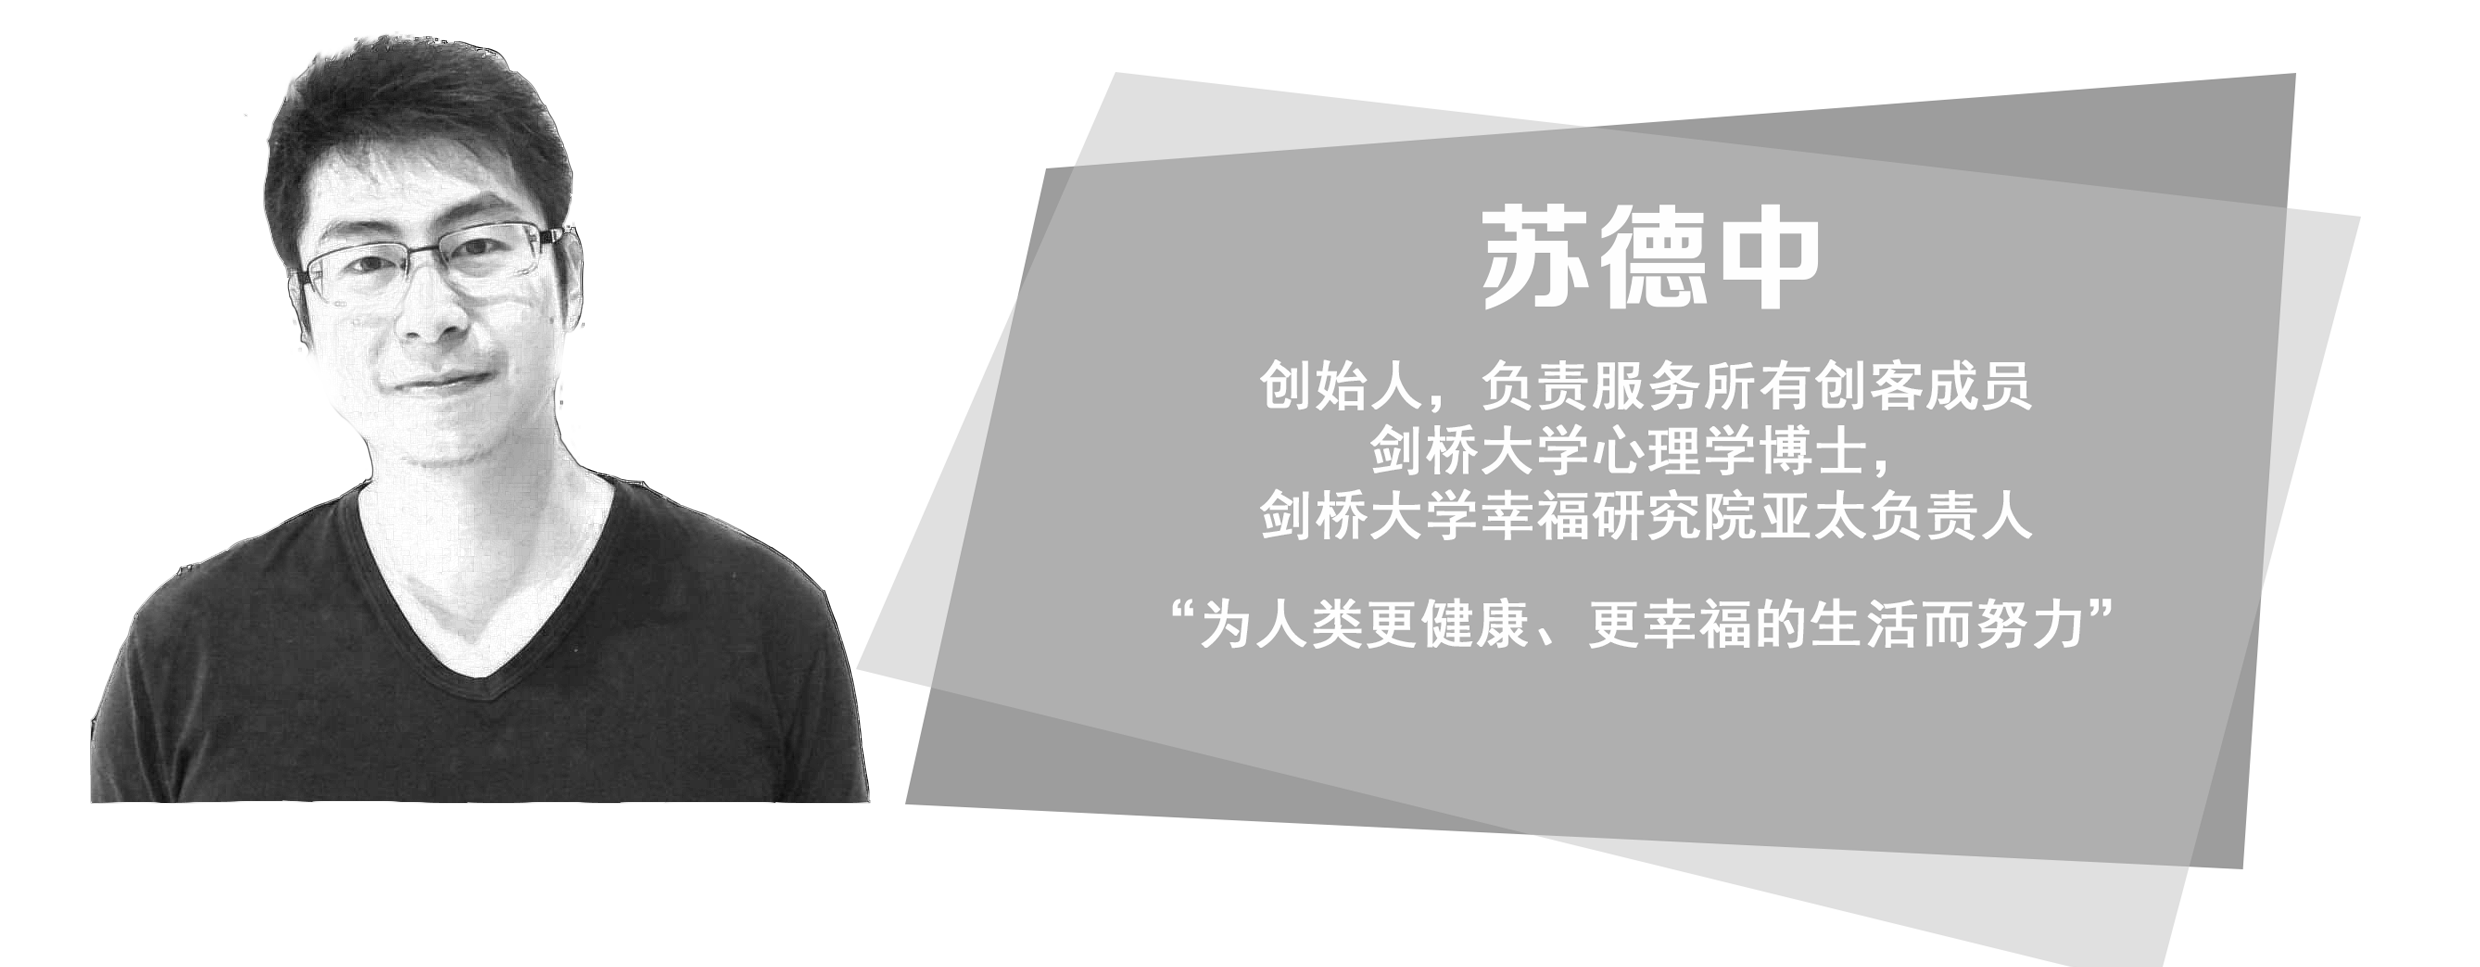 苏德中
创始人，负责服务所有创客成员
剑桥大学心理学博士，
剑桥大学幸福研究院亚太负责人
“为人类更健康、更幸福的生活而努力”